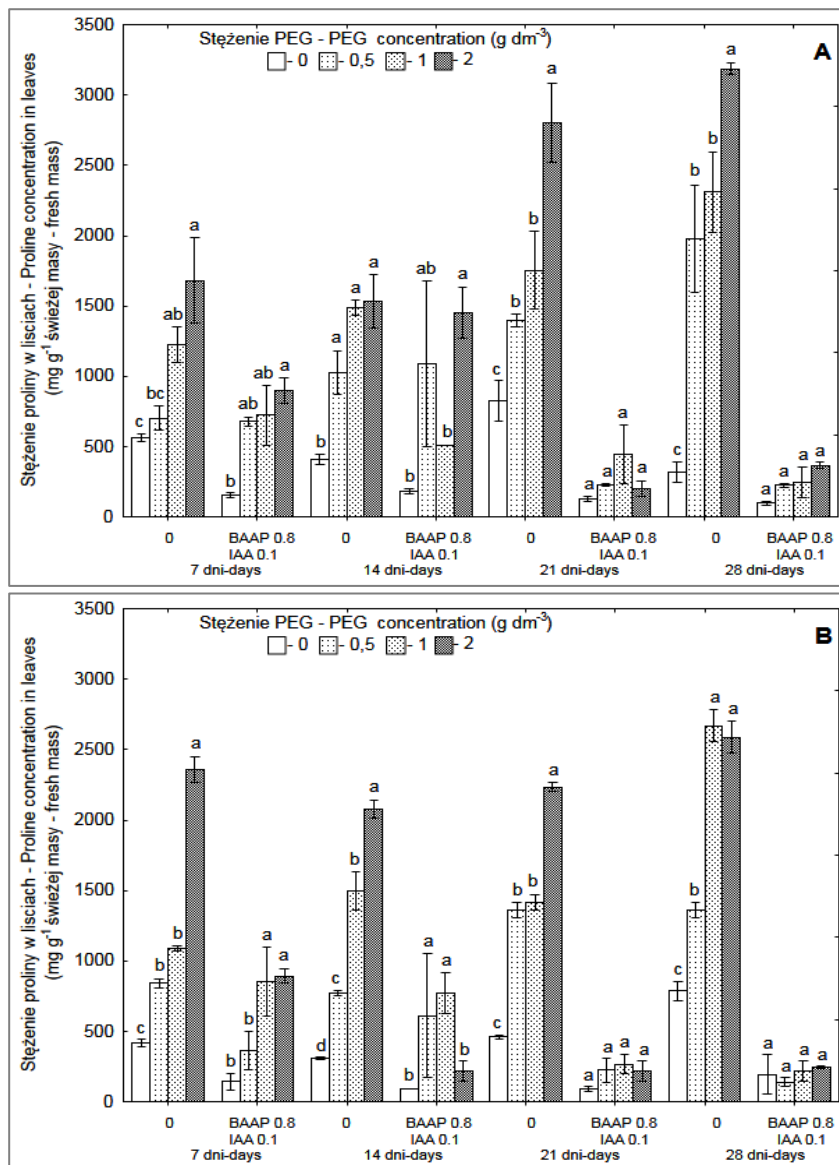 Stężenie PEG - PEG concentration (g dm-3)
- 0 - 0,5 - 1 - 2
A
Stężenie proliny w lisciach - Proline concentration in leaves
(mg g-1 świeżej masy - fresh mass)
3500
3000
2500
2000
1500
1000
500
0
c bc ab a
b ab ab a
b a a a
b ab b a
c b b a
a a a a
c b b a
a a a a
0 BAAP 0.8 0 BAAP 0.8 0 BAAP 0.8 0 BAAP 0.8
IAA 0.1 IAA 0.1 IAA 0.1 IAA 0.1
7 dni-days 14 dni-days 21 dni-days 28 dni-days
Stężenie PEG - PEG concentration (g dm-3)
- 0 - 0,5 - 1 - 2
B
Stężenie proliny w lisciach - Proline concentration in leaves
(mg g-1 świeżej masy - fresh mass)
3500
3000
2500
2000
1500
1000
500
0
c b b a
b b a a
d c b a
b a a b
c b b a
a a a a
c b a a
a a a a
0 BAAP 0.8 0 BAAP 0.8 0 BAAP 0.8 0 BAAP 0.8
IAA 0.1 IAA 0.1 IAA 0.1 IAA 0.1
7 dni-days 14 dni-days 21 dni-days 28 dni-days